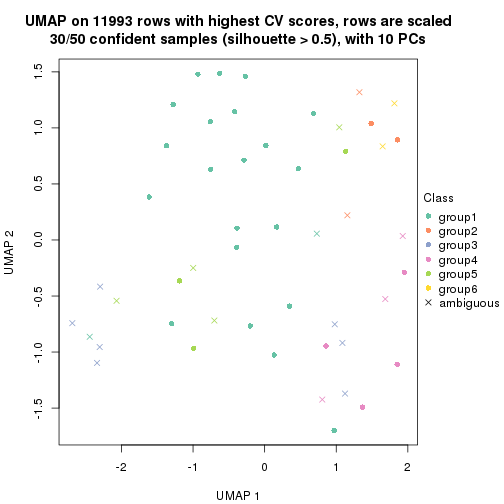 UMAP on 11993 rows with highest CV scores, rows are scaled
30/50 confident samples (silhouette > 0.5), with 10 PCs
1.5
1.0
0.5
0.0
-0.5
-1.0
-1.5
UMAP 2
-2
-1
0
1
2
UMAP 1
Class
group1
group2
group3
group4
group5
group6
ambiguous